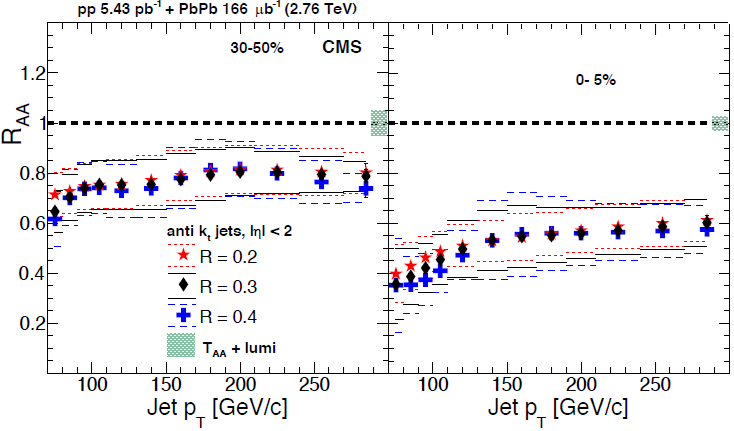 pp 5.43 pb⁻¹ + PbPb 166 μb⁻¹ (2.76 TeV)
30-50%
CMS
0- 5%
R_AA
1.2
1
0.8
0.6
0.4
0.2
anti k_t jets, |η| < 2
R = 0.2
R = 0.3
R = 0.4
T_AA + lumi
100 150 200 250
100 150 200 250
Jet p_T [GeV/c]
Jet p_T [GeV/c]